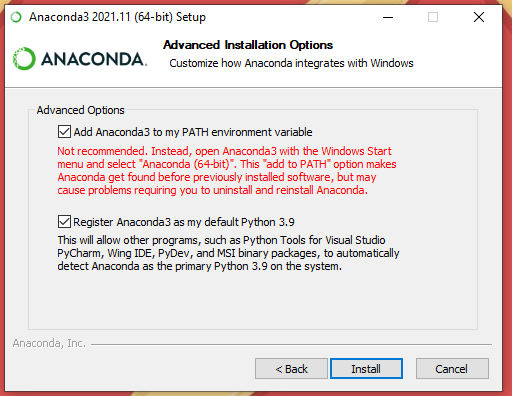 Anaconda3 2021.11 (64-bit) Setup
ANACONDA.
Advanced Installation Options
Customize how Anaconda integrates with Windows
Advanced Options
Add Anaconda3 to my PATH environment variable
Not recommended. Instead, open Anaconda3 with the Windows Start
menu and select "Anaconda (64-bit)". This "add to PATH" option makes
Anaconda get found before previously installed software, but may
cause problems requiring you to uninstall and reinstall Anaconda.
Register Anaconda3 as my default Python 3.9
This will allow other programs, such as Python Tools for Visual Studio
PyCharm, Wing IDE, PyDev, and MSI binary packages, to automatically
detect Anaconda as the primary Python 3.9 on the system.
Anaconda, Inc.
< Back
Install
Cancel